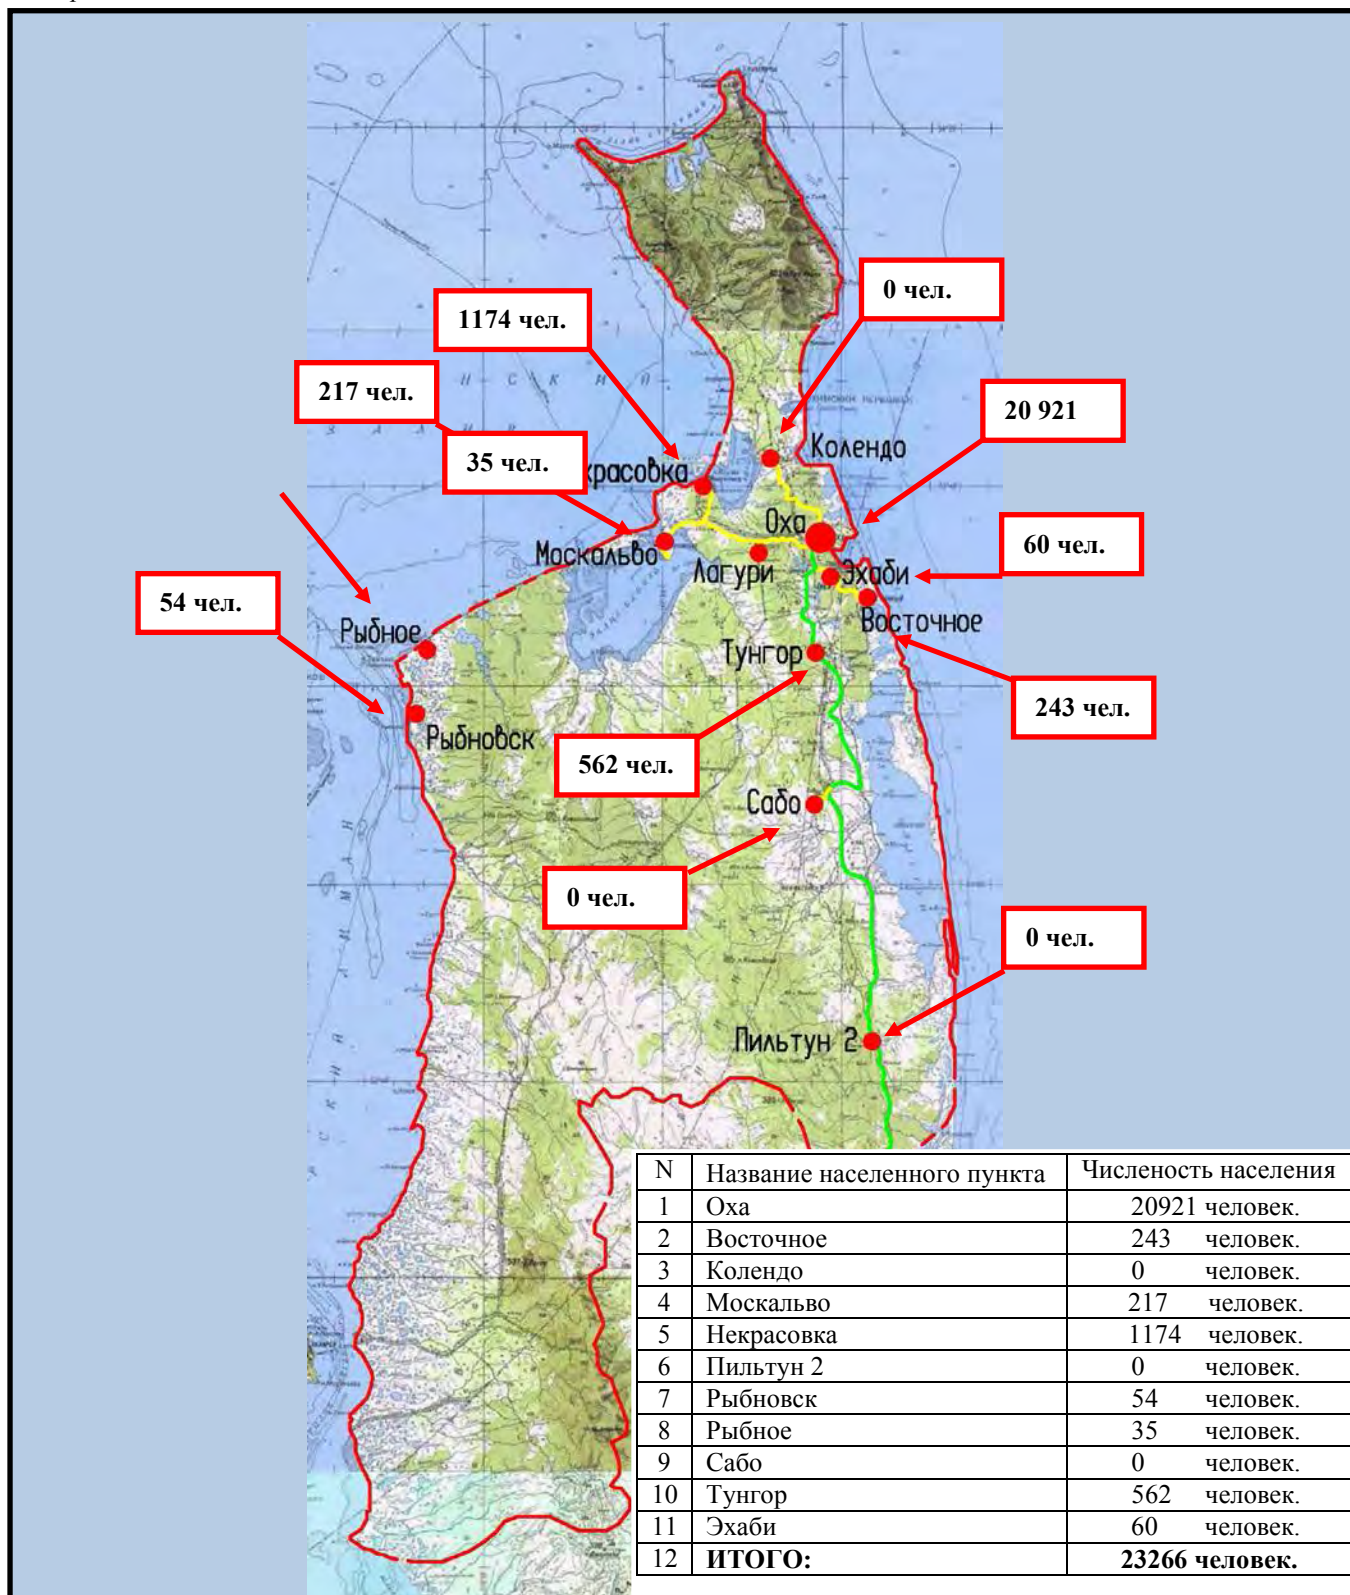 0 чел.
1174 чел.
217 чел.
20 921
35 чел.
Колендо
красовка
Оха
60 чел.
Москальво
Лагури
Эхаби
54 чел.
Восточное
Рыбное
Тунгор
243 чел.
Рыбновск
562 чел.
Сабо
0 чел.
0 чел.
Пильтун 2
N Название населенного пункта Численость населения
1 Оха 20921 человек.
2 Восточное 243 человек.
3 Колендо 0 человек.
4 Москальво 217 человек.
5 Некрасовка 1174 человек.
6 Пильтун 2 0 человек.
7 Рыбновск 54 человек.
8 Рыбное 35 человек.
9 Сабо 0 человек.
10 Тунгор 562 человек.
11 Эхаби 60 человек.
12 ИТОГО: 23266 человек.